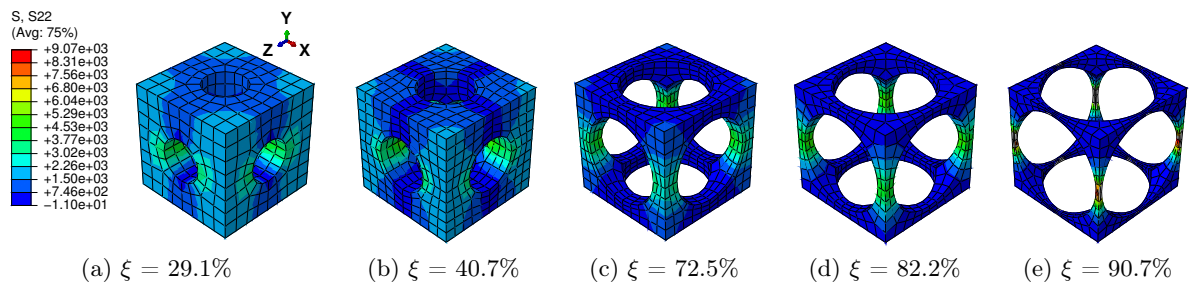 S, S22
(Avg: 75%)
+9.07e+03
+8.31e+03
+7.56e+03
+6.80e+03
+6.04e+03
+5.29e+03
+4.53e+03
+3.77e+03
+3.02e+03
+2.26e+03
+1.50e+03
+7.46e+02
−1.10e+01
Y
Z X
(a) ξ = 29.1%
(b) ξ = 40.7%
(c) ξ = 72.5%
(d) ξ = 82.2%
(e) ξ = 90.7%